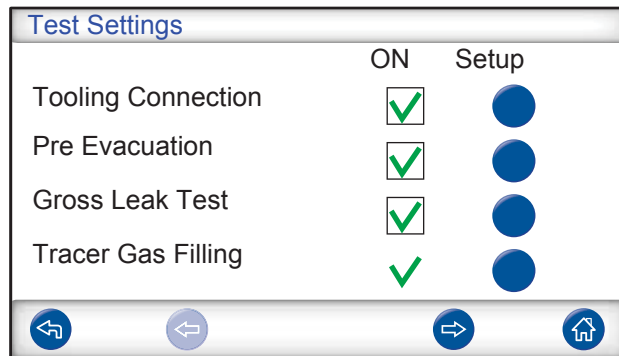 Test Settings
ON Setup
Tooling Connection
Pre Evacuation
Gross Leak Test
Tracer Gas Filling